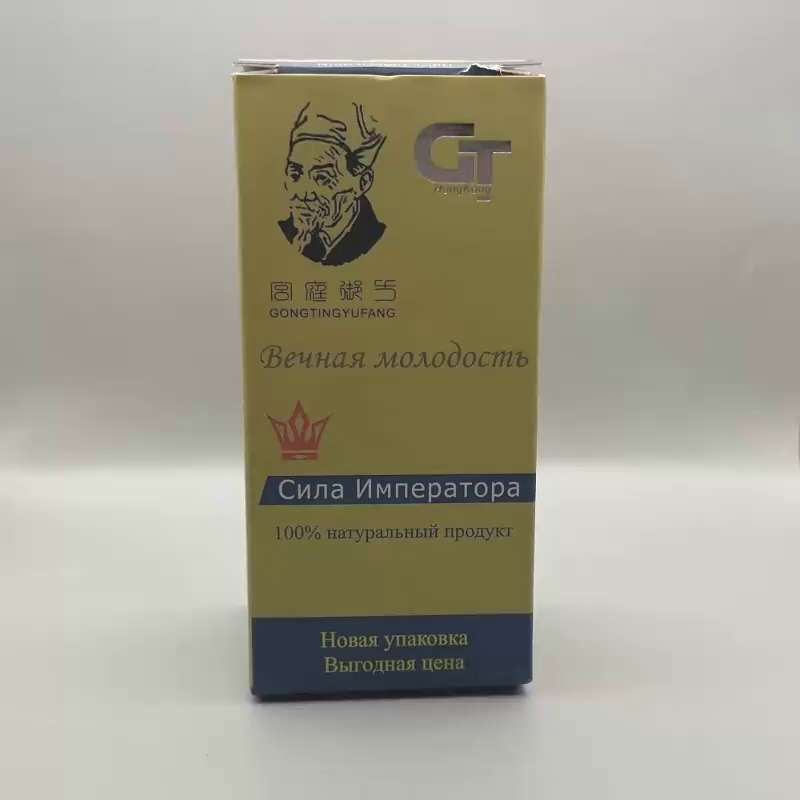 GT
宫庭御方
GONGTINGYUFANG
Вечная молодость
Сила Императора
100% натуральный продукт
Новая упаковка
Выгодная цена